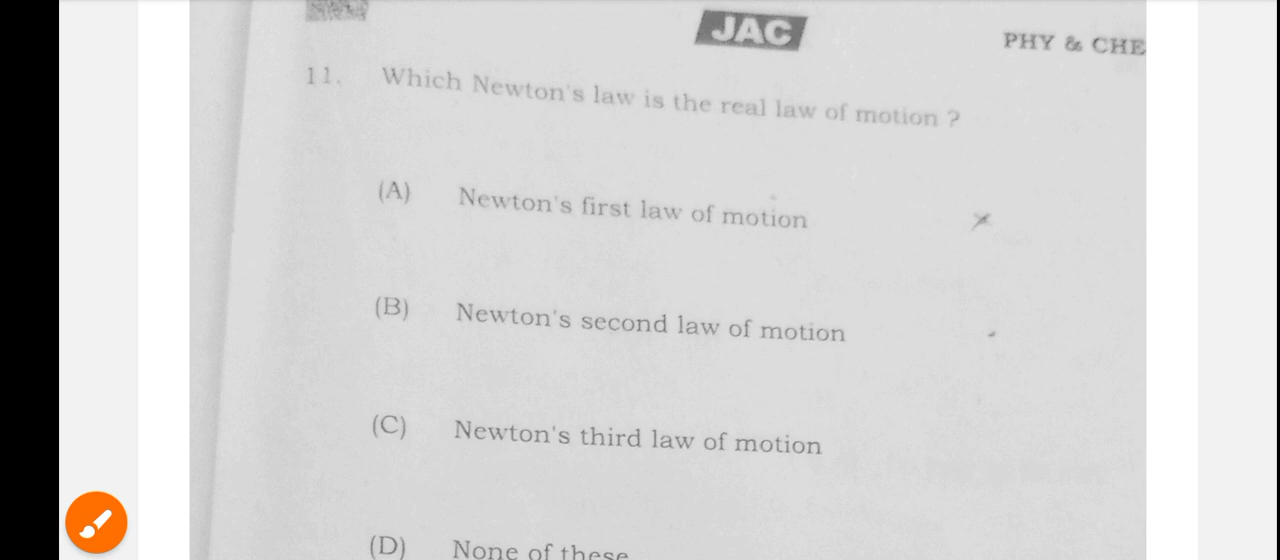 JAC
PHY & CHE
11. Which Newton's law is the real law of motion ?
(A) Newton's first law of motion
(B) Newton's second law of motion
(C) Newton's third law of motion
(D) None of these